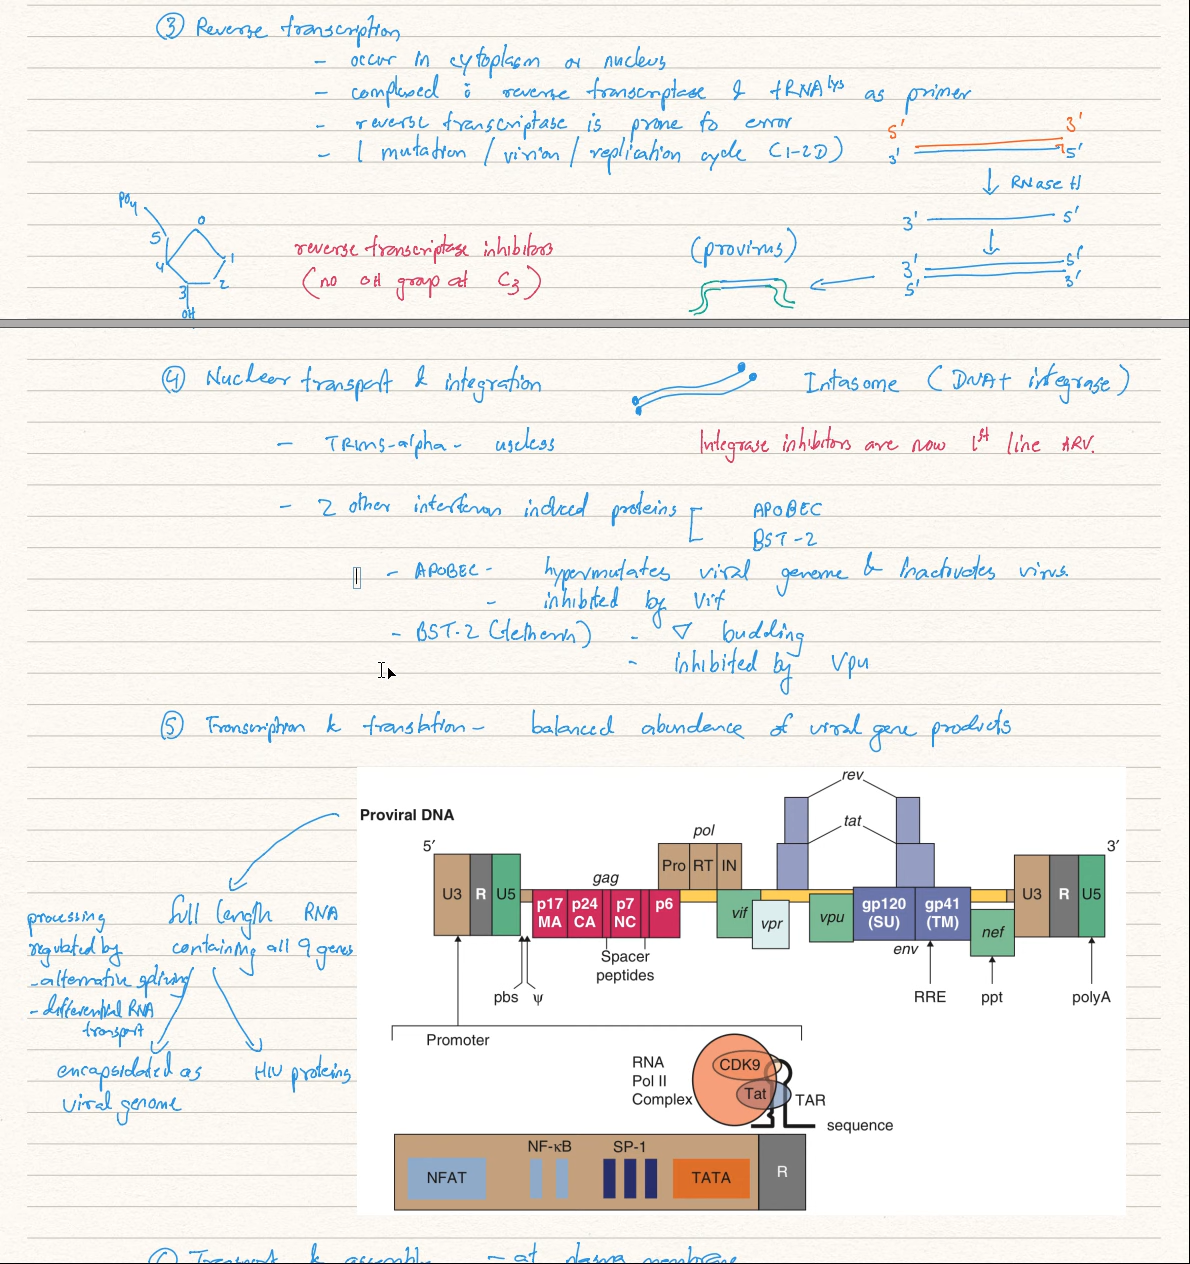 ③ Reverse transcription
- occur in cytoplasm or nucleus
- complexed c̄ reverse transcriptase & tRNA lys as primer
- reverse transcriptase is prone to error
- 1 mutation / virion / replication cycle (1-2D)
5' 3'
3' 5'
↓ RNase H
3' 5'
3' 5'
5' 3'
(provirus)
PO4
5 O
4 1
3 2
OH
reverse transcriptase inhibitors
(no OH group at C3)
④ Nuclear transport & integration
Intasome (DNA + integrase)
- TRIM5-alpha - useless
Integrase inhibitors are now 1st line ARV.
- 2 other interferon induced proteins [ APOBEC
BST-2
- APOBEC - hypermutates viral genome & inactivates virus.
- inhibited by Vif
- BST-2 (tetherin) - ∇ budding
- inhibited by Vpu
⑤ Transcription & translation - balanced abundance of viral gene products
Proviral DNA
rev
tat
pol
5′ 3′
Pro RT IN
gag
U3 R U5
p17 MA
p24 CA
p7 NC
p6
vif
vpr
vpu
gp120 (SU)
gp41 (TM)
env
nef
U3 R U5
Spacer peptides
pbs ψ
RRE ppt polyA
Promoter
full length RNA
containing all 9 genes
processing
regulated by
- alternative splicing
- differential RNA
transport
encapsidated as
viral genome
HIV proteins
RNA
Pol II
Complex
CDK9
Tat
TAR
sequence
NF-κB SP-1
NFAT TATA R
6 Transport & assembly - at plasma membrane